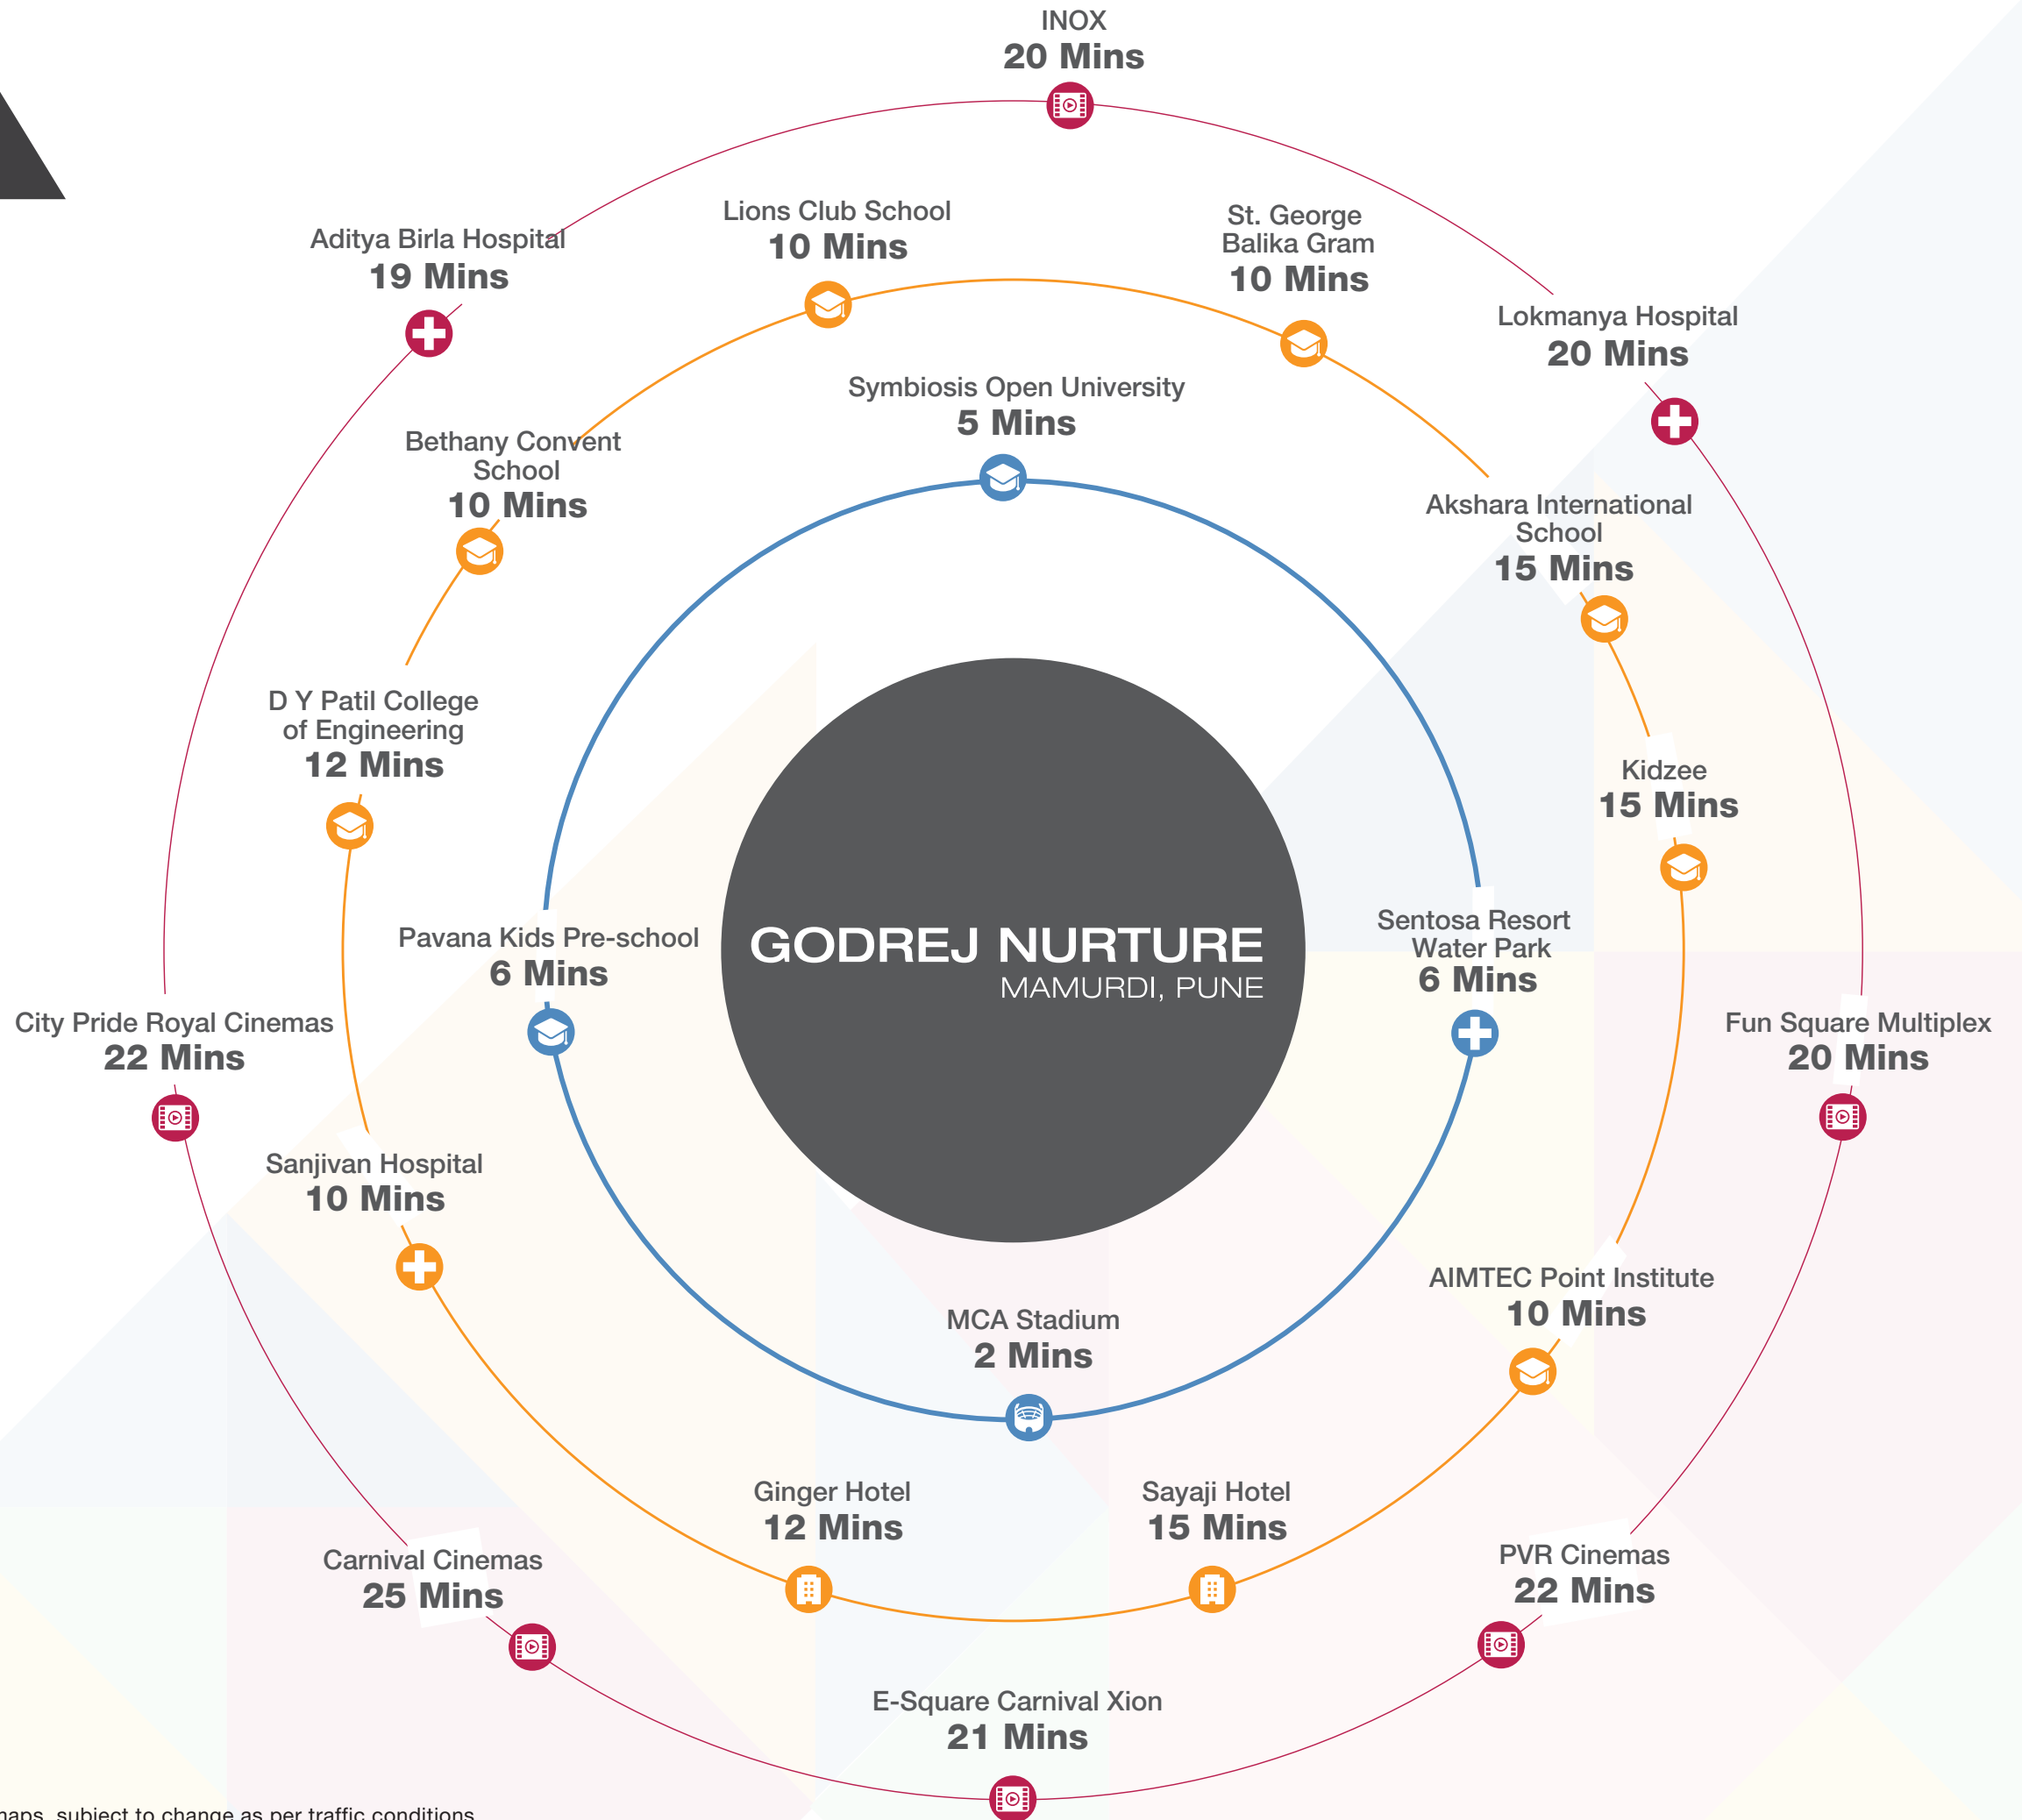 INOX
20 Mins
Lions Club School
10 Mins
St. George
Balika Gram
10 Mins
Aditya Birla Hospital
19 Mins
Lokmanya Hospital
20 Mins
Symbiosis Open University
5 Mins
Bethany Convent
School
10 Mins
Akshara International
School
15 Mins
D Y Patil College
of Engineering
12 Mins
Kidzee
15 Mins
Pavana Kids Pre-school
6 Mins
GODREJ NURTURE
MAMURDI, PUNE
Sentosa Resort
Water Park
6 Mins
City Pride Royal Cinemas
22 Mins
Fun Square Multiplex
20 Mins
Sanjivan Hospital
10 Mins
AIMTEC Point Institute
10 Mins
MCA Stadium
2 Mins
Ginger Hotel
12 Mins
Sayaji Hotel
15 Mins
Carnival Cinemas
25 Mins
PVR Cinemas
22 Mins
E-Square Carnival Xion
21 Mins
maps, subject to change as per traffic conditions